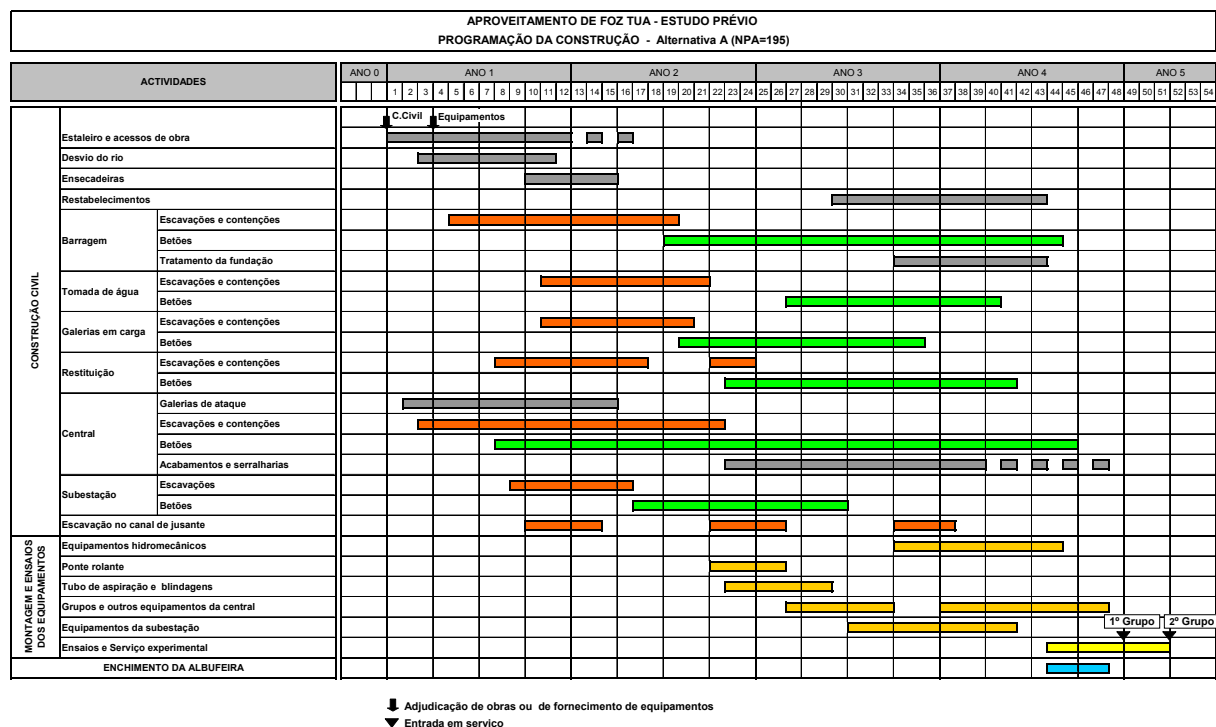 APROVEITAMENTO DE FOZ TUA - ESTUDO PRÉVIO
PROGRAMAÇÃO DA CONSTRUÇÃO - Alternativa A (NPA=195)
ACTIVIDADES
ANO 0 ANO 1 ANO 2 ANO 3 ANO 4 ANO 5
1 2 3 4 5 6 7 8 9 10 11 12 13 14 15 16 17 18 19 20 21 22 23 24 25 26 27 28 29 30 31 32 33 34 35 36 37 38 39 40 41 42 43 44 45 46 47 48 49 50 51 52 53 54
C.Civil Equipamentos
CONSTRUÇÃO CIVIL
Estaleiro e acessos de obra
Desvio do rio
Ensecadeiras
Restabelecimentos
Barragem
Escavações e contenções
Betões
Tratamento da fundação
Tomada de água
Escavações e contenções
Betões
Galerias em carga
Escavações e contenções
Betões
Restituição
Escavações e contenções
Betões
Central
Galerias de ataque
Escavações e contenções
Betões
Acabamentos e serralharias
Subestação
Escavações
Betões
Escavação no canal de jusante
MONTAGEM E ENSAIOS
DOS EQUIPAMENTOS
Equipamentos hidromecânicos
Ponte rolante
Tubo de aspiração e blindagens
Grupos e outros equipamentos da central
Equipamentos da subestação
1º Grupo 2º Grupo
Ensaios e Serviço experimental
ENCHIMENTO DA ALBUFEIRA
Adjudicação de obras ou de fornecimento de equipamentos
Entrada em serviço